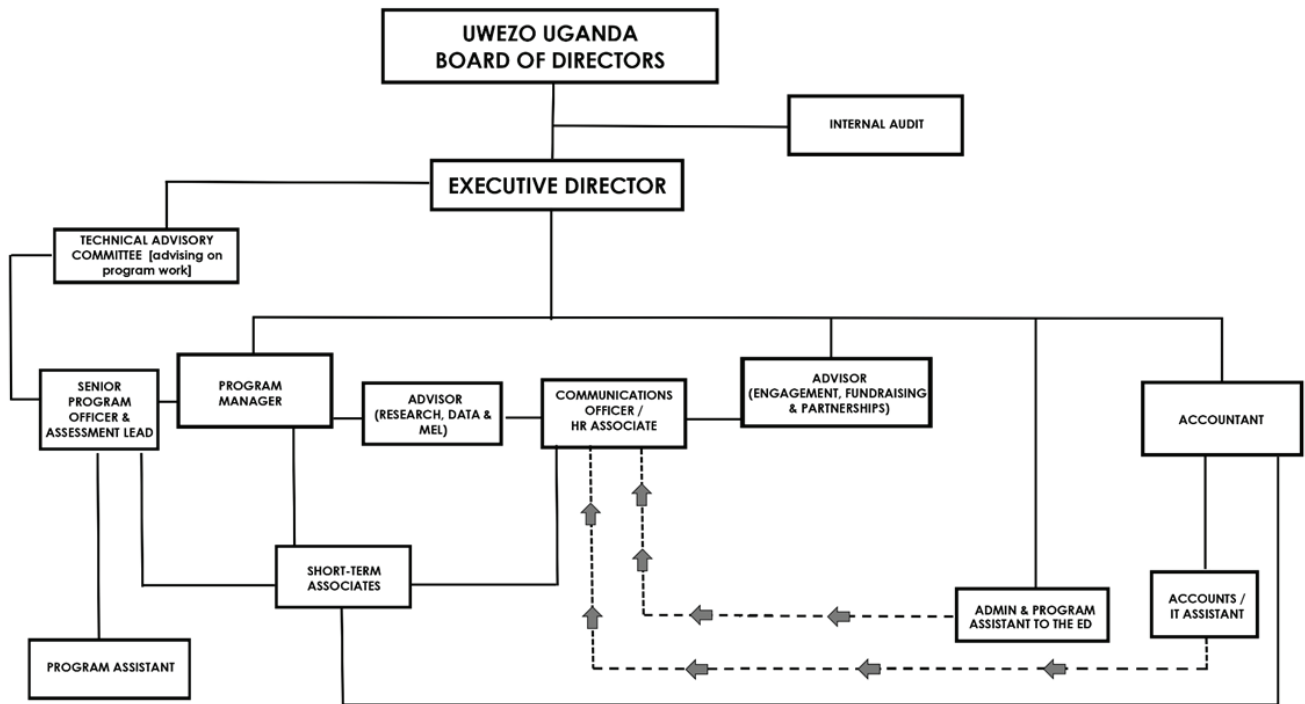 UWEZO UGANDA
BOARD OF DIRECTORS
INTERNAL AUDIT
EXECUTIVE DIRECTOR
TECHNICAL ADVISORY
COMMITTEE [advising on
program work]
SENIOR
PROGRAM
OFFICER &
ASSESSMENT LEAD
PROGRAM
MANAGER
ADVISOR
(RESEARCH, DATA &
MEL)
COMMUNICATIONS
OFFICER /
HR ASSOCIATE
ADVISOR
(ENGAGEMENT, FUNDRAISING
& PARTNERSHIPS)
ACCOUNTANT
SHORT-TERM
ASSOCIATES
ADMIN & PROGRAM
ASSISTANT TO THE ED
ACCOUNTS /
IT ASSISTANT
PROGRAM ASSISTANT